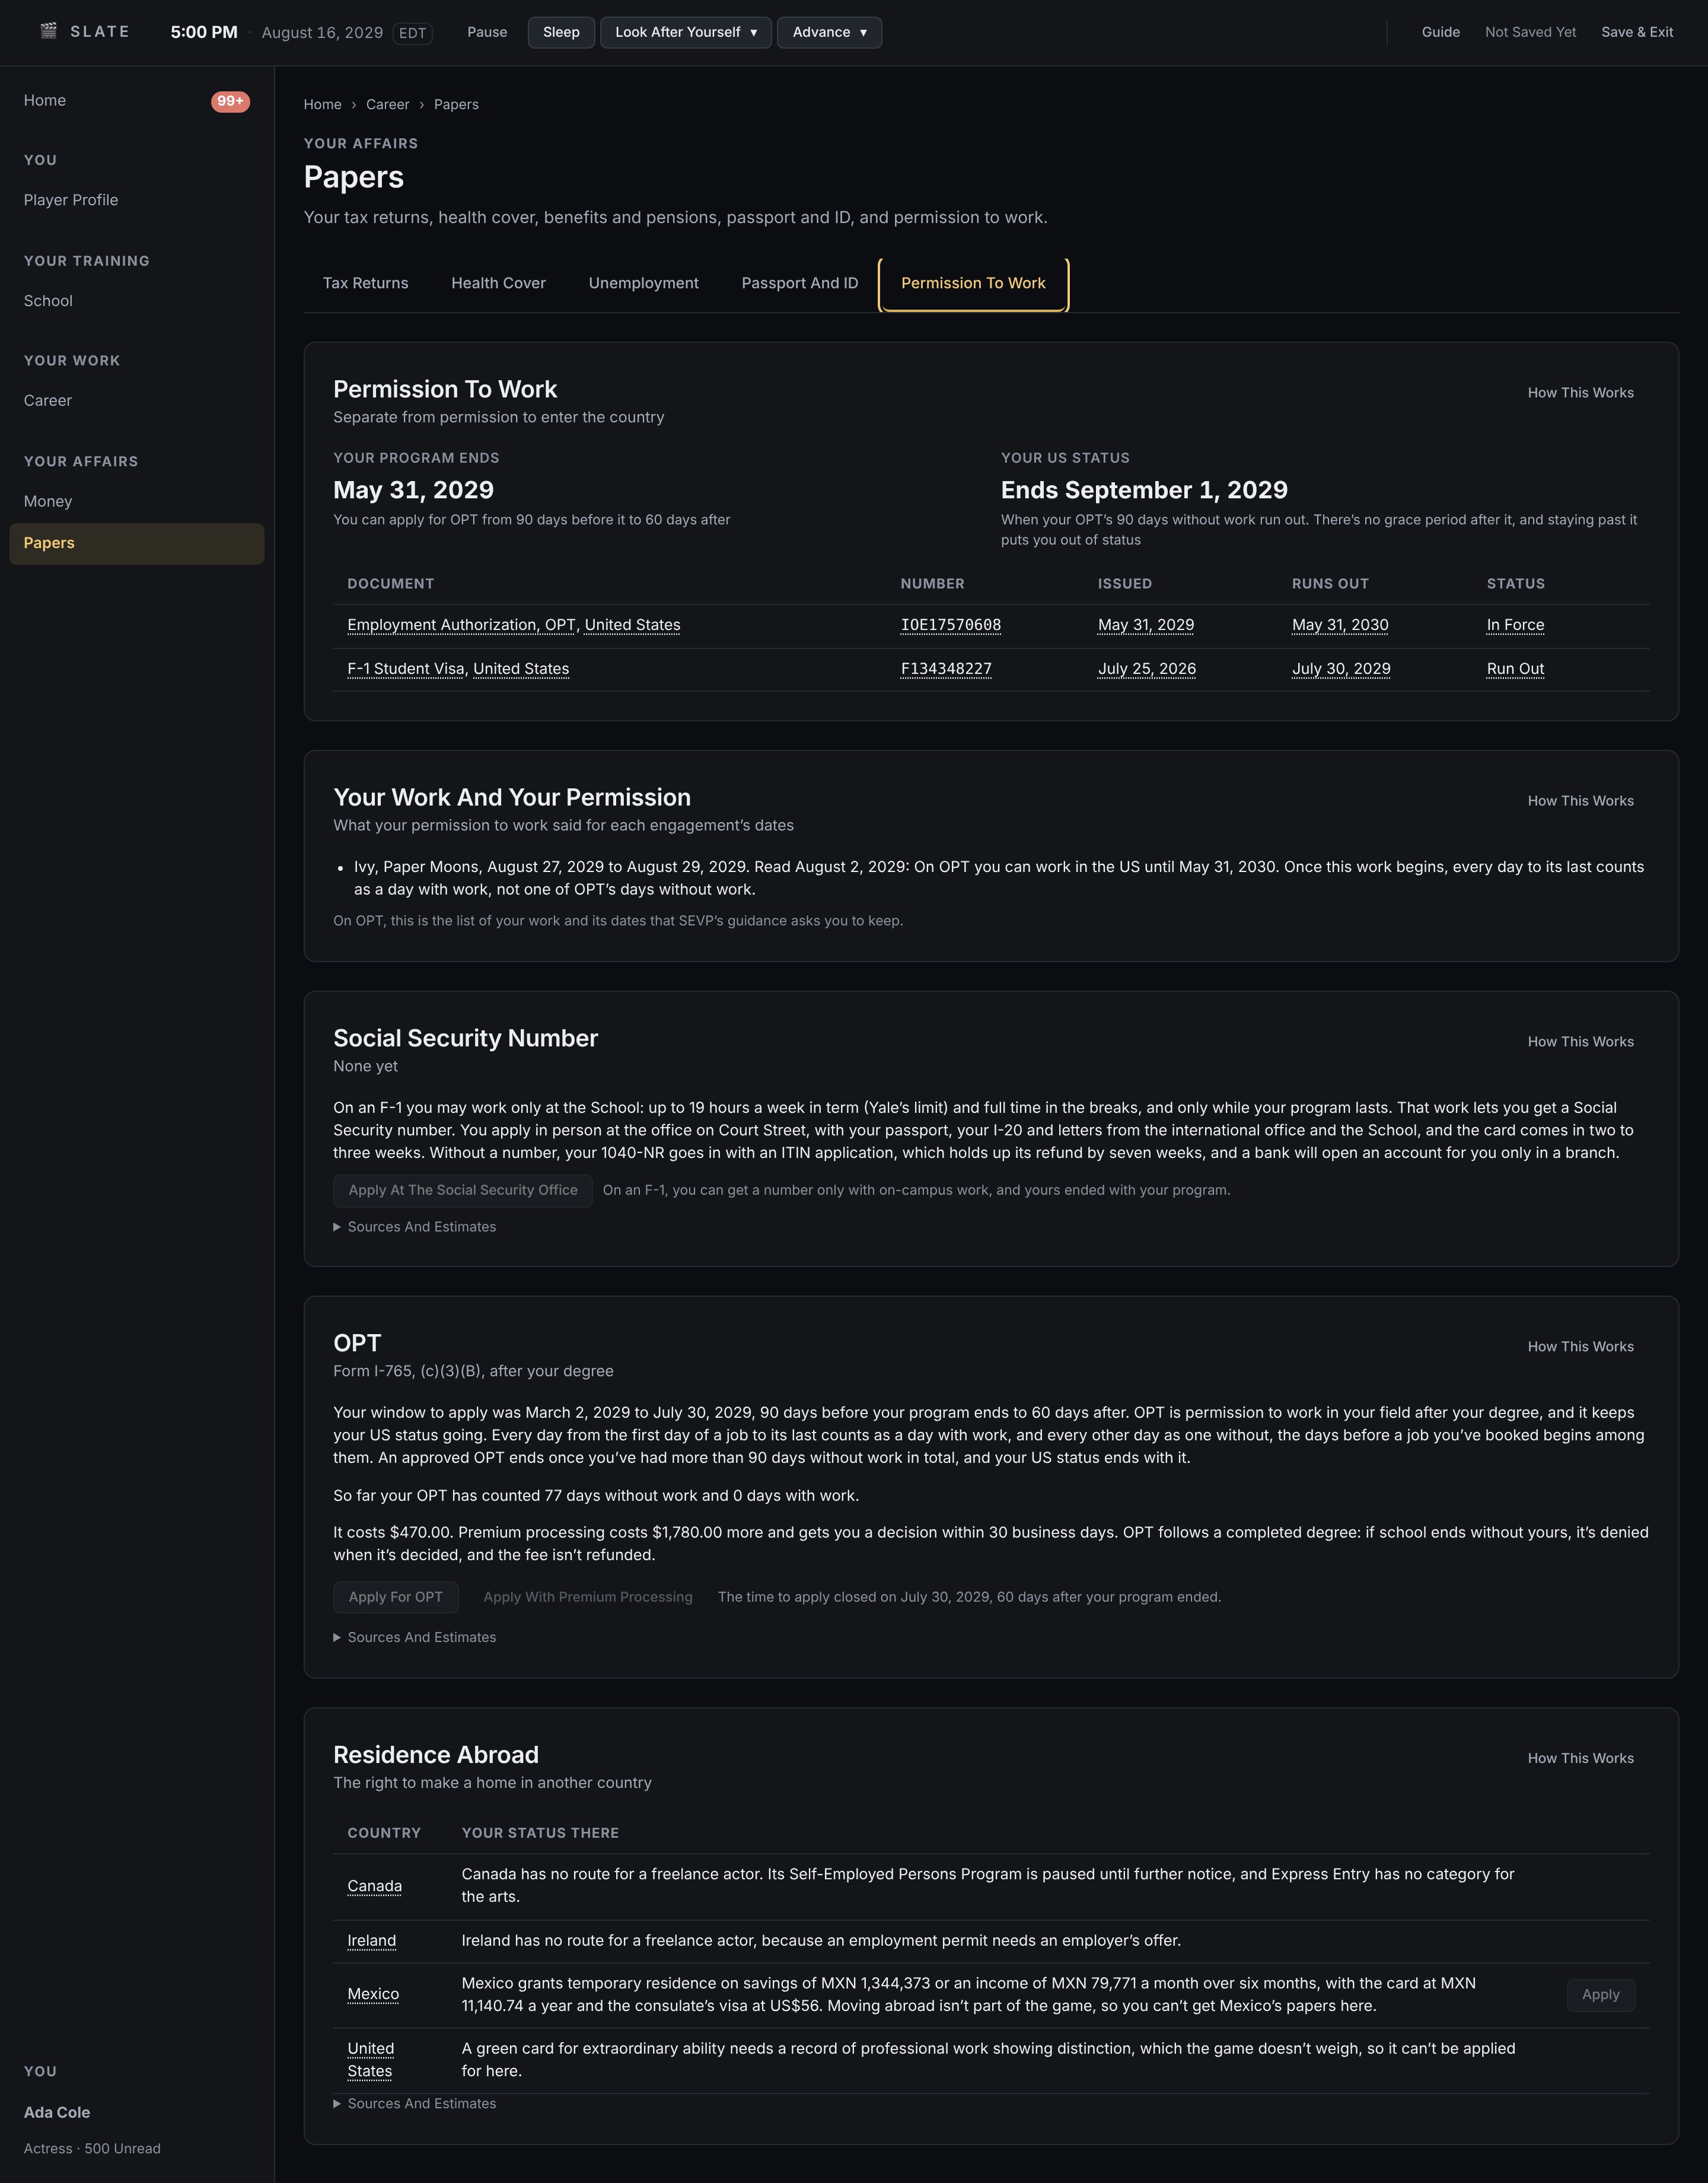 🎬 SLATE 5:00 PM · August 16, 2029 EDT Pause Sleep Look After Yourself ▾ Advance ▾ Guide Not Saved Yet Save & Exit
Home 99+
YOU
Player Profile
YOUR TRAINING
School
YOUR WORK
Career
YOUR AFFAIRS
Money
Papers
YOU
Ada Cole
Actress · 500 Unread
Home › Career › Papers
YOUR AFFAIRS
Papers
Your tax returns, health cover, benefits and pensions, passport and ID, and permission to work.
Tax Returns Health Cover Unemployment Passport And ID Permission To Work
Permission To Work How This Works
Separate from permission to enter the country
YOUR PROGRAM ENDS
May 31, 2029
You can apply for OPT from 90 days before it to 60 days after
YOUR US STATUS
Ends September 1, 2029
When your OPT’s 90 days without work run out. There’s no grace period after it, and staying past it
puts you out of status
DOCUMENT NUMBER ISSUED RUNS OUT STATUS
Employment Authorization, OPT, United States IOE17570608 May 31, 2029 May 31, 2030 In Force
F-1 Student Visa, United States F134348227 July 25, 2026 July 30, 2029 Run Out
Your Work And Your Permission How This Works
What your permission to work said for each engagement’s dates
• Ivy, Paper Moons, August 27, 2029 to August 29, 2029. Read August 2, 2029: On OPT you can work in the US until May 31, 2030. Once this work begins, every day to its last counts
as a day with work, not one of OPT’s days without work.
On OPT, this is the list of your work and its dates that SEVP’s guidance asks you to keep.
Social Security Number How This Works
None yet
On an F-1 you may work only at the School: up to 19 hours a week in term (Yale’s limit) and full time in the breaks, and only while your program lasts. That work lets you get a Social
Security number. You apply in person at the office on Court Street, with your passport, your I-20 and letters from the international office and the School, and the card comes in two to
three weeks. Without a number, your 1040-NR goes in with an ITIN application, which holds up its refund by seven weeks, and a bank will open an account for you only in a branch.
Apply At The Social Security Office On an F-1, you can get a number only with on-campus work, and yours ended with your program.
▶ Sources And Estimates
OPT How This Works
Form I-765, (c)(3)(B), after your degree
Your window to apply was March 2, 2029 to July 30, 2029, 90 days before your program ends to 60 days after. OPT is permission to work in your field after your degree, and it keeps
your US status going. Every day from the first day of a job to its last counts as a day with work, and every other day as one without, the days before a job you’ve booked begins among
them. An approved OPT ends once you’ve had more than 90 days without work in total, and your US status ends with it.
So far your OPT has counted 77 days without work and 0 days with work.
It costs $470.00. Premium processing costs $1,780.00 more and gets you a decision within 30 business days. OPT follows a completed degree: if school ends without yours, it’s denied
when it’s decided, and the fee isn’t refunded.
Apply For OPT Apply With Premium Processing The time to apply closed on July 30, 2029, 60 days after your program ended.
▶ Sources And Estimates
Residence Abroad How This Works
The right to make a home in another country
COUNTRY YOUR STATUS THERE
Canada Canada has no route for a freelance actor. Its Self-Employed Persons Program is paused until further notice, and Express Entry has no category for
the arts.
Ireland Ireland has no route for a freelance actor, because an employment permit needs an employer’s offer.
Mexico Mexico grants temporary residence on savings of MXN 1,344,373 or an income of MXN 79,771 a month over six months, with the card at MXN
11,140.74 a year and the consulate’s visa at US$56. Moving abroad isn’t part of the game, so you can’t get Mexico’s papers here. Apply
United States A green card for extraordinary ability needs a record of professional work showing distinction, which the game doesn’t weigh, so it can’t be applied
for here.
▶ Sources And Estimates